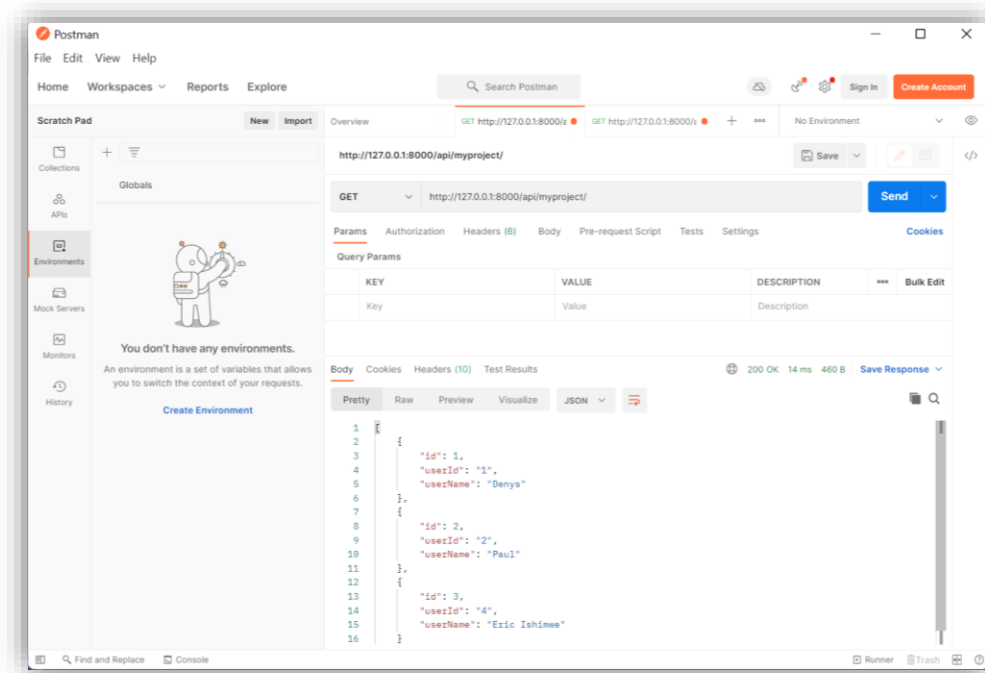 Postman
File Edit View Help
Home Workspaces Reports Explore
Search Postman
Sign In
Create Account
Scratch Pad
New Import
Overview
GET http://127.0.0.1:8000/a
GET http://127.0.0.1:8000/a
No Environment
Collections
APIs
Environments
Mock Servers
Monitors
History
Globals
You don't have any environments.
An environment is a set of variables that allows
you to switch the context of your requests.
Create Environment
http://127.0.0.1:8000/api/myproject/
Save
GET http://127.0.0.1:8000/api/myproject/
Send
Params Authorization Headers (6) Body Pre-request Script Tests Settings Cookies
Query Params
KEY VALUE DESCRIPTION Bulk Edit
Key Value Description
Body Cookies Headers (10) Test Results 200 OK 14 ms 460 B Save Response
Pretty Raw Preview Visualize JSON
1 [
2 {
3 "id": 1,
4 "userId": "1",
5 "userName": "Denys"
6 },
7 {
8 "id": 2,
9 "userId": "2",
10 "userName": "Paul"
11 },
12 {
13 "id": 3,
14 "userId": "4",
15 "userName": "Eric Ishimwe"
16 }
Find and Replace Console Runner Trash